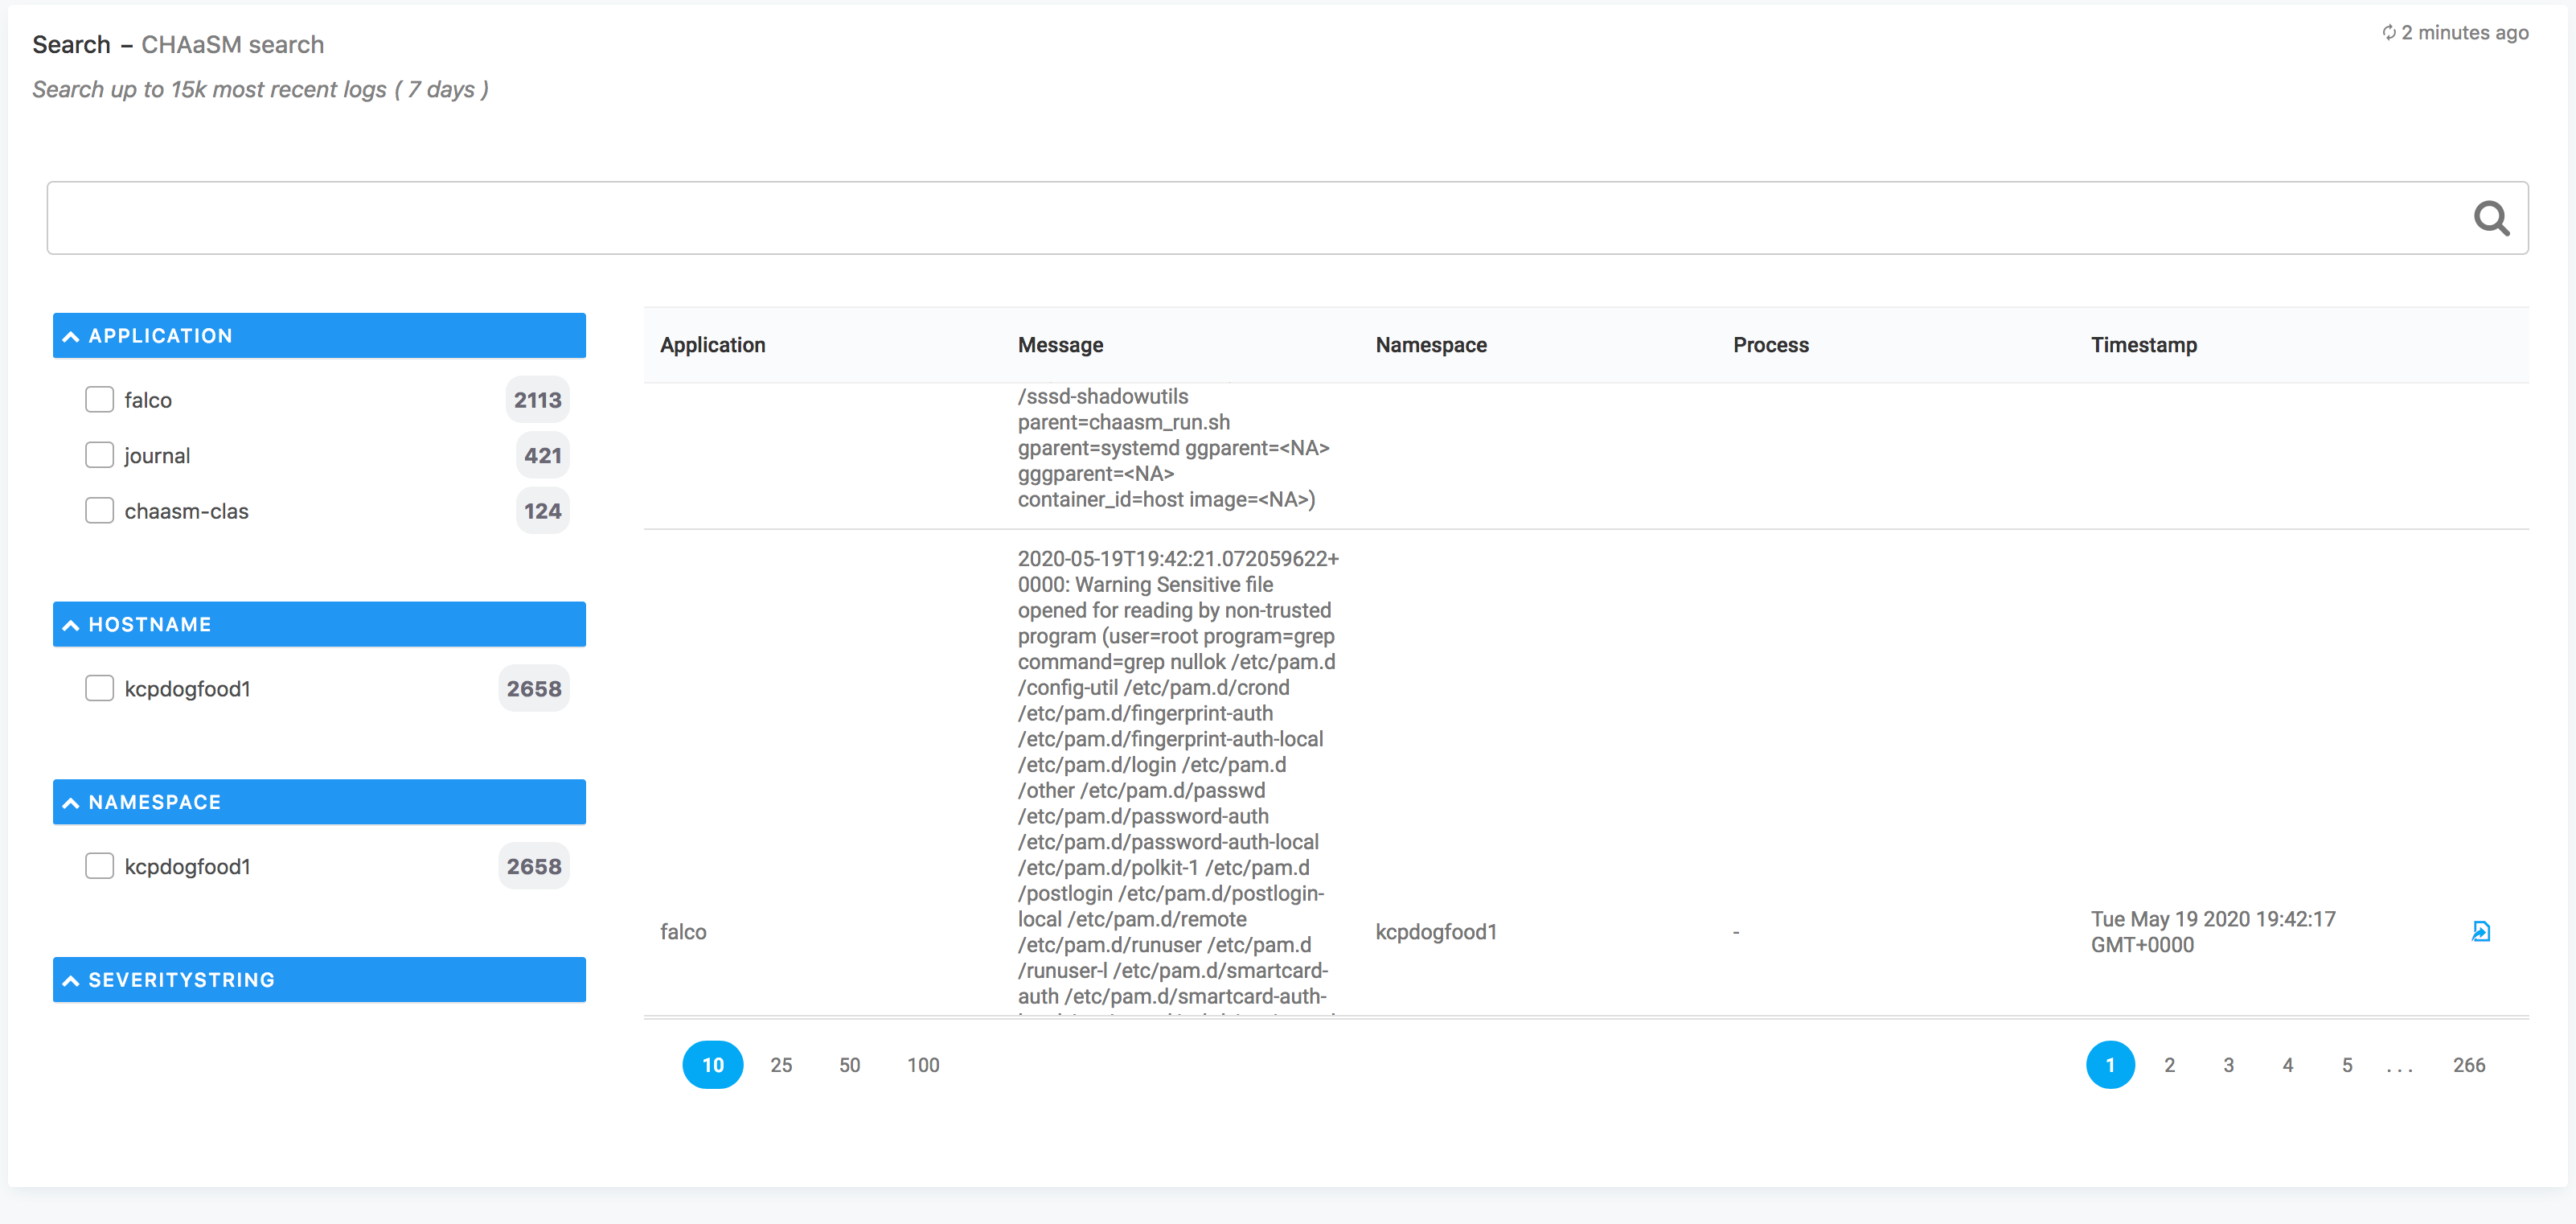 Search – CHAaSM search
2 minutes ago
Search up to 15k most recent logs ( 7 days )
APPLICATION
falco 2113
journal 421
chaasm-clas 124
HOSTNAME
kcpdogfood1 2658
NAMESPACE
kcpdogfood1 2658
SEVERITYSTRING
Application Message Namespace Process Timestamp
/sssd-shadowutils
parent=chaasm_run.sh
gparent=systemd ggparent=<NA>
gggparent=<NA>
container_id=host image=<NA>)
2020-05-19T19:42:21.072059622+
0000: Warning Sensitive file
opened for reading by non-trusted
program (user=root program=grep
command=grep nullok /etc/pam.d
/config-util /etc/pam.d/crond
/etc/pam.d/fingerprint-auth
/etc/pam.d/fingerprint-auth-local
/etc/pam.d/login /etc/pam.d
/other /etc/pam.d/passwd
/etc/pam.d/password-auth
/etc/pam.d/password-auth-local
/etc/pam.d/polkit-1 /etc/pam.d
/postlogin /etc/pam.d/postlogin-
local /etc/pam.d/remote
/etc/pam.d/runuser /etc/pam.d
/runuser-l /etc/pam.d/smartcard-
auth /etc/pam.d/smartcard-auth-
falco
kcpdogfood1
-
Tue May 19 2020 19:42:17
GMT+0000
10 25 50 100
1 2 3 4 5 ... 266